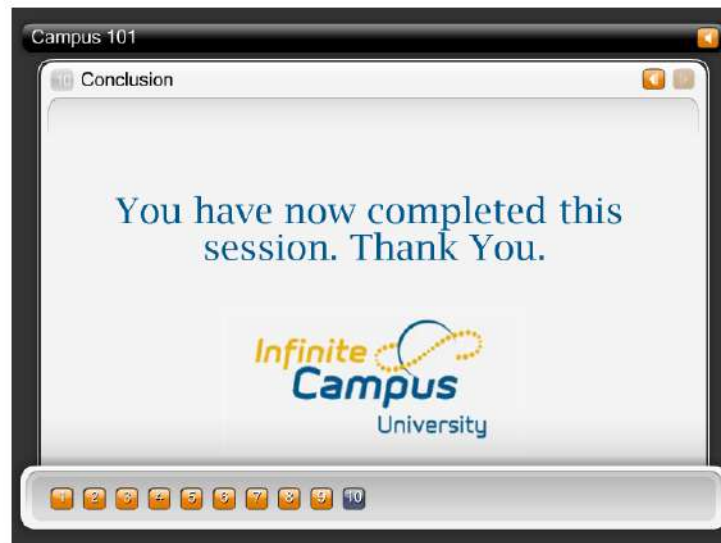 Campus 101
10 Conclusion
You have now completed this
session. Thank You.
Infinite
Campus
University
1 2 3 4 5 6 7 8 9 10